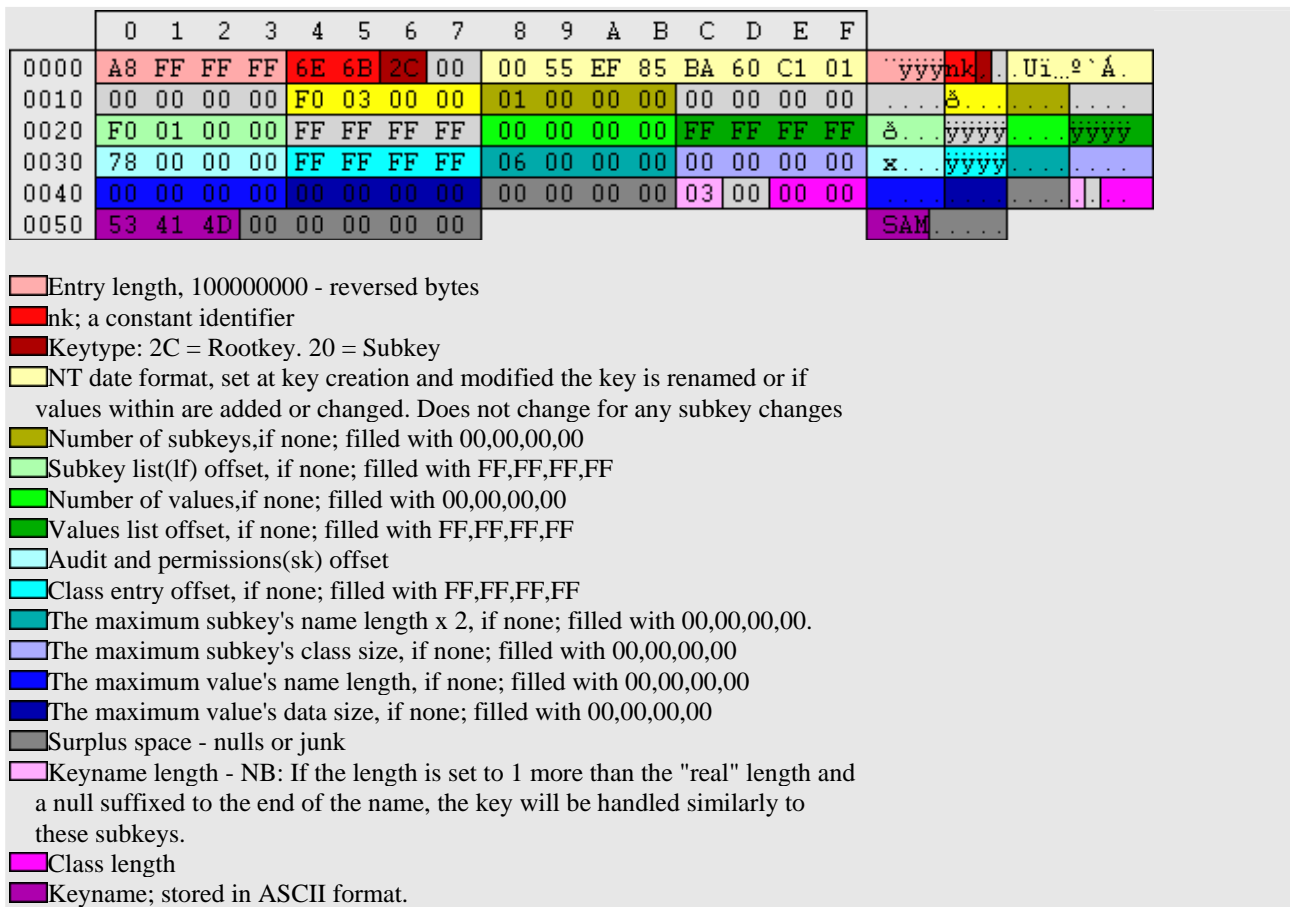 0 1 2 3 4 5 6 7 8 9 A B C D E F
0000 A8 FF FF FF 6E 6B 2C 00 00 55 EF 85 BA 60 C1 01 ¨ÿÿÿnk,..Uï…º`Á.
0010 00 00 00 00 F0 03 00 00 01 00 00 00 00 00 00 00 ....ð...........
0020 F0 01 00 00 FF FF FF FF 00 00 00 00 FF FF FF FF ð...ÿÿÿÿ....ÿÿÿÿ
0030 78 00 00 00 FF FF FF FF 06 00 00 00 00 00 00 00 x...ÿÿÿÿ........
0040 00 00 00 00 00 00 00 00 00 00 00 00 03 00 00 00 ................
0050 53 41 4D 00 00 00 00 00 SAM.....
Entry length, 100000000 - reversed bytes
nk; a constant identifier
Keytype: 2C = Rootkey. 20 = Subkey
NT date format, set at key creation and modified the key is renamed or if
values within are added or changed. Does not change for any subkey changes
Number of subkeys,if none; filled with 00,00,00,00
Subkey list(lf) offset, if none; filled with FF,FF,FF,FF
Number of values,if none; filled with 00,00,00,00
Values list offset, if none; filled with FF,FF,FF,FF
Audit and permissions(sk) offset
Class entry offset, if none; filled with FF,FF,FF,FF
The maximum subkey's name length x 2, if none; filled with 00,00,00,00.
The maximum subkey's class size, if none; filled with 00,00,00,00
The maximum value's name length, if none; filled with 00,00,00,00
The maximum value's data size, if none; filled with 00,00,00,00
Surplus space - nulls or junk
Keyname length - NB: If the length is set to 1 more than the "real" length and
a null suffixed to the end of the name, the key will be handled similarly to
these subkeys.
Class length
Keyname; stored in ASCII format.